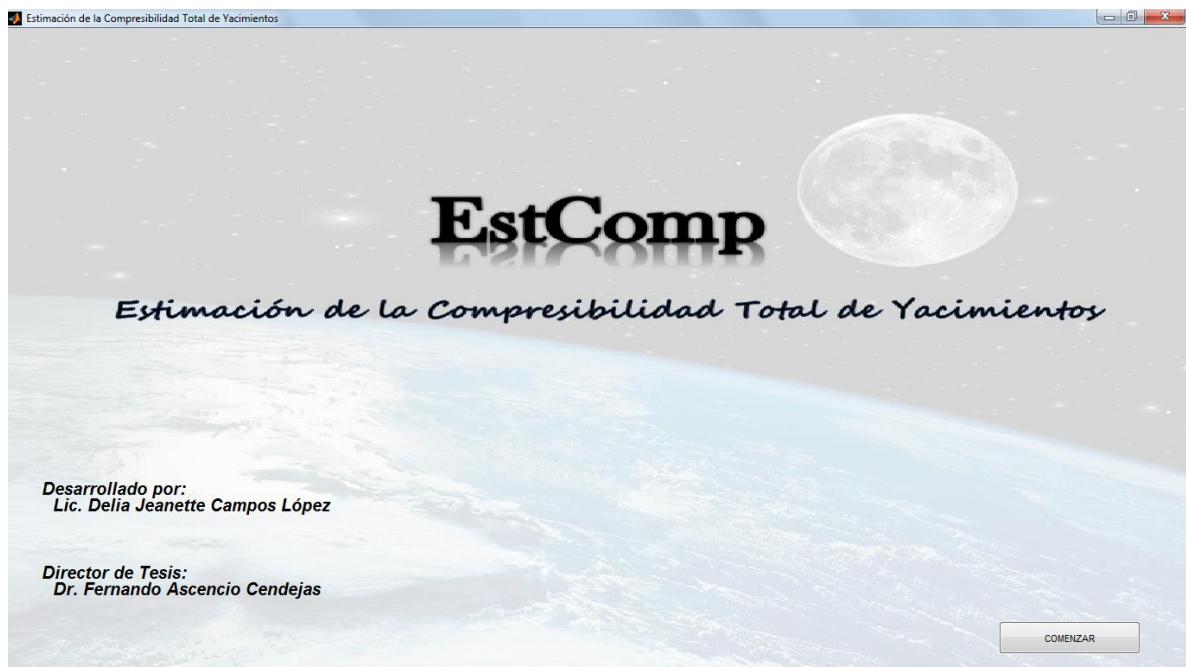 Estimación de la Compresibilidad Total de Yacimientos
EstComp
Estimación de la Compresibilidad Total de Yacimientos
Desarrollado por:
Lic. Delia Jeanette Campos López
Director de Tesis:
Dr. Fernando Ascencio Cendejas
COMENZAR